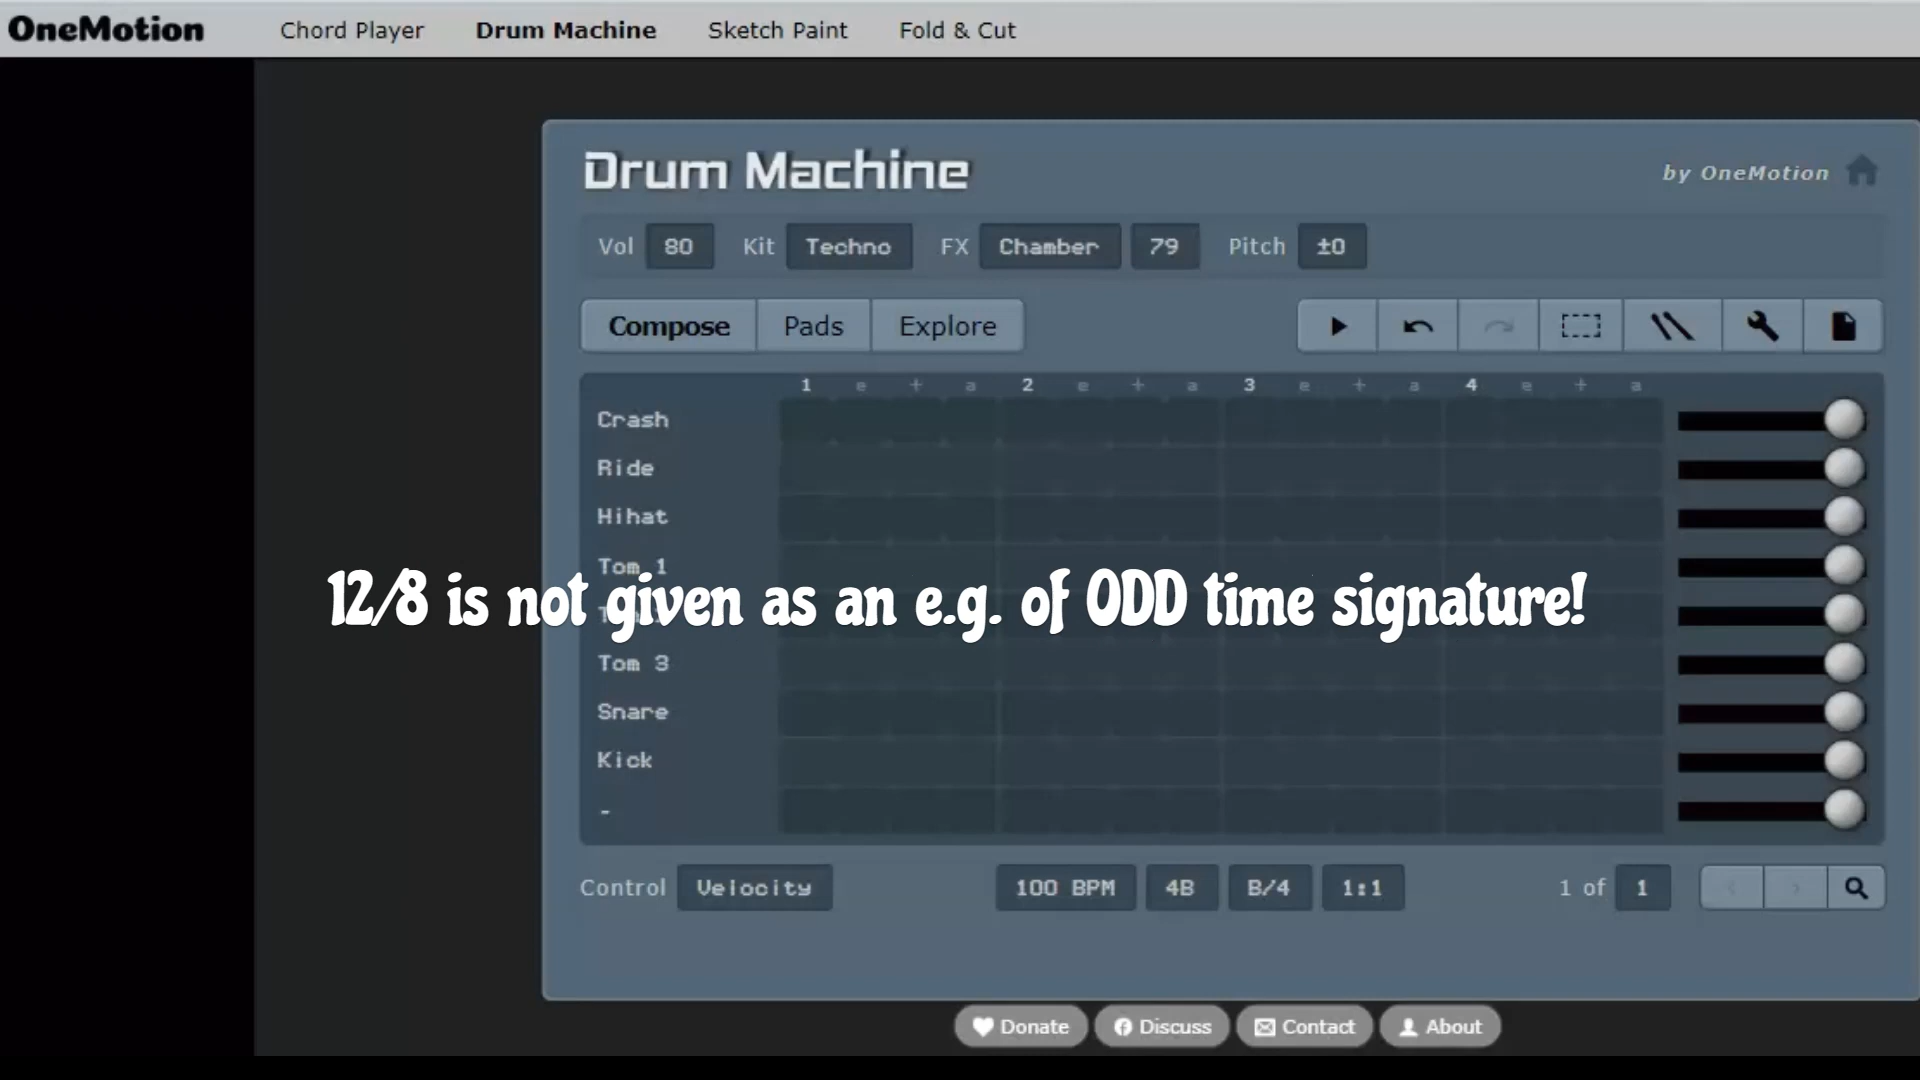 OneMotion Chord Player Drum Machine Sketch Paint Fold & Cut
Drum Machine
by OneMotion
Vol 80 Kit Techno FX Chamber 79 Pitch ±0
Compose Pads Explore
1 e + a 2 e + a 3 e + a 4 e + a
Crash
Ride
Hihat
Tom 1
12/8 is not given as an e.g. of ODD time signature!
Tom 3
Snare
Kick
-
Control Velocity 100 BPM 4B B/4 1:1 1 of 1
Donate Discuss Contact About